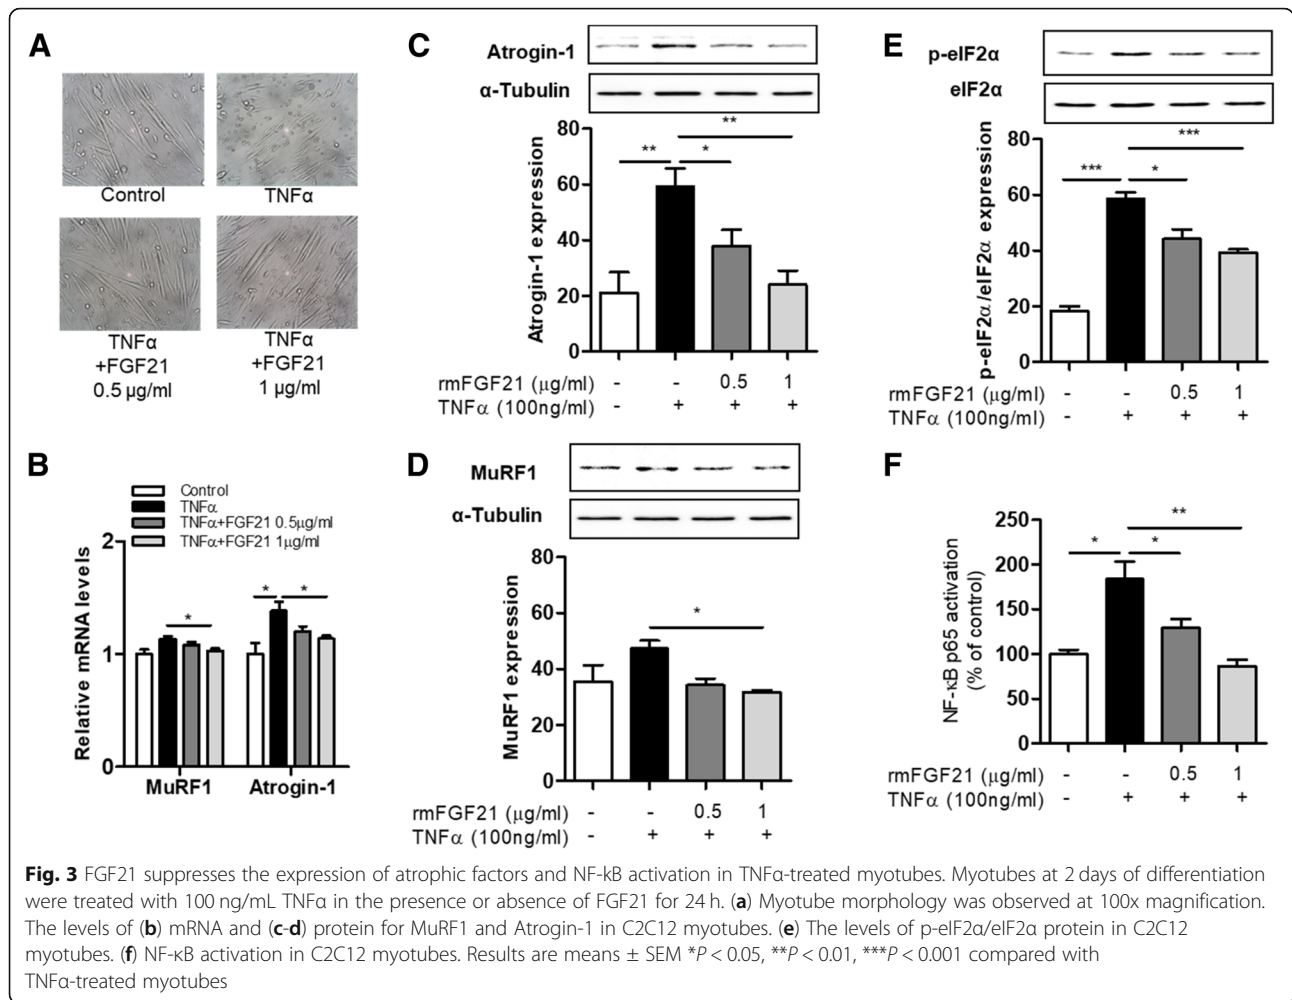 A
Control
TNFα
TNFα
+FGF21
0.5 µg/ml
TNFα
+FGF21
1 µg/ml
B
Control
TNFα
TNFα+FGF21 0.5µg/ml
TNFα+FGF21 1µg/ml
Relative mRNA levels
2
1
0
*
*
*
MuRF1
Atrogin-1
C
Atrogin-1
α-Tubulin
Atrogin-1 expression
80
60
40
20
0
**
**
*
rmFGF21 (µg/ml) - - 0.5 1
TNFα (100ng/ml) - + + +
D
MuRF1
α-Tubulin
MuRF1 expression
80
60
40
20
0
*
rmFGF21 (µg/ml) - - 0.5 1
TNFα (100ng/ml) - + + +
E
p-eIF2α
eIF2α
p-eIF2α/eIF2α expression
80
60
40
20
0
***
***
*
rmFGF21 (µg/ml) - - 0.5 1
TNFα (100ng/ml) - + + +
F
NF-κB p65 activation
(% of control)
250
200
150
100
50
0
**
*
*
rmFGF21 (µg/ml) - - 0.5 1
TNFα (100ng/ml) - + + +
Fig. 3 FGF21 suppresses the expression of atrophic factors and NF-kB activation in TNFα-treated myotubes. Myotubes at 2 days of differentiation
were treated with 100 ng/mL TNFα in the presence or absence of FGF21 for 24 h. (a) Myotube morphology was observed at 100x magnification.
The levels of (b) mRNA and (c-d) protein for MuRF1 and Atrogin-1 in C2C12 myotubes. (e) The levels of p-eIF2α/eIF2α protein in C2C12
myotubes. (f) NF-κB activation in C2C12 myotubes. Results are means ± SEM *P < 0.05, **P < 0.01, ***P < 0.001 compared with
TNFα-treated myotubes